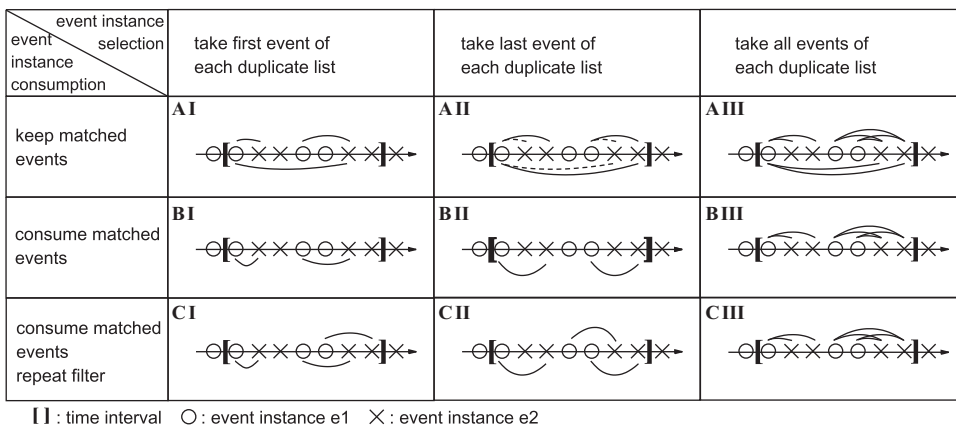 event instance
selection
event
instance
consumption
take first event of
each duplicate list
take last event of
each duplicate list
take all events of
each duplicate list
keep matched
events
A I
A II
A III
consume matched
events
B I
B II
B III
consume matched
events
repeat filter
C I
C II
C III
[ ] : time interval ○ : event instance e1 × : event instance e2